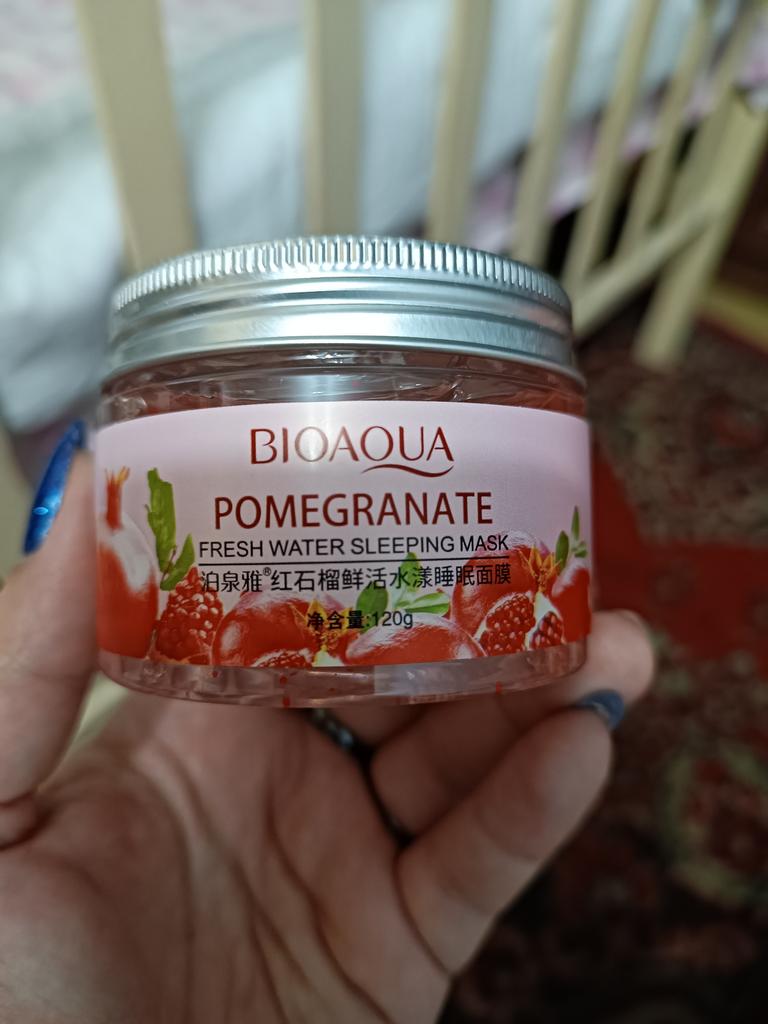 BIOAQUA
POMEGRANATE
FRESH WATER SLEEPING MASK
泊泉雅®红石榴鲜活水漾睡眠面膜
净含量:120g